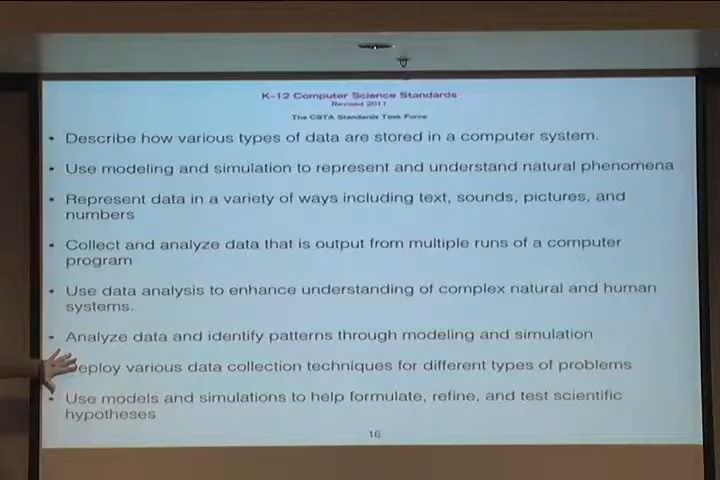 K-12 Computer Science Standards
Revised 2011
The CSTA Standards Task Force
• Describe how various types of data are stored in a computer system.
• Use modeling and simulation to represent and understand natural phenomena
• Represent data in a variety of ways including text, sounds, pictures, and
numbers
• Collect and analyze data that is output from multiple runs of a computer
program
• Use data analysis to enhance understanding of complex natural and human
systems.
• Analyze data and identify patterns through modeling and simulation
eploy various data collection techniques for different types of problems
• Use models and simulations to help formulate, refine, and test scientific
hypotheses
16